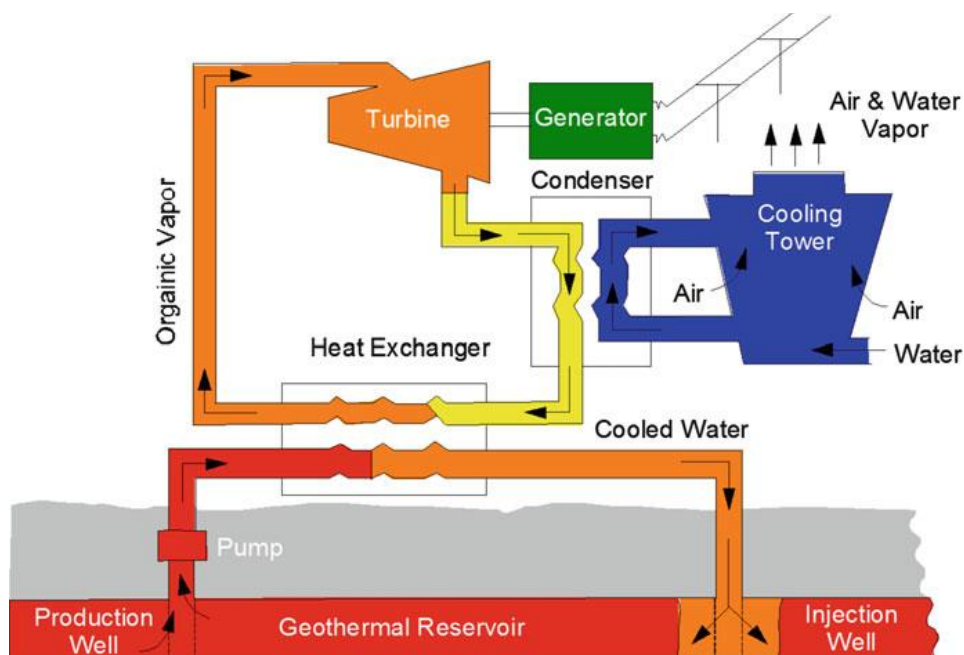 Turbine
Generator
Air & Water
Vapor
Condenser
Cooling
Tower
Orgainic Vapor
Air
Air
Heat Exchanger
Water
Cooled Water
Pump
Production
Well
Geothermal Reservoir
Injection
Well